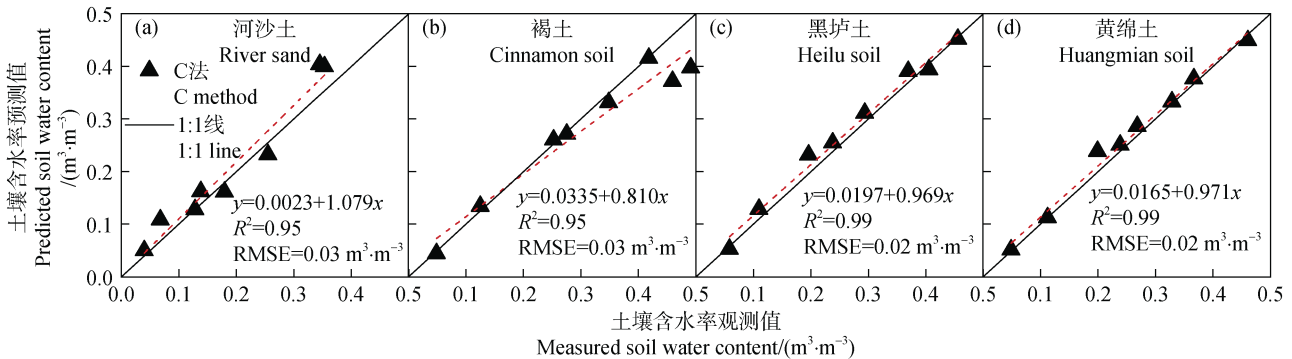 (a) 河沙土
River sand
C法
C method
1:1线
1:1 line
y=0.0023+1.079x
R²=0.95
RMSE=0.03 m³·m⁻³
(b) 褐土
Cinnamon soil
y=0.0335+0.810x
R²=0.95
RMSE=0.03 m³·m⁻³
(c) 黑垆土
Heilu soil
y=0.0197+0.969x
R²=0.99
RMSE=0.02 m³·m⁻³
(d) 黄绵土
Huangmian soil
y=0.0165+0.971x
R²=0.99
RMSE=0.02 m³·m⁻³
土壤含水率预测值
Predicted soil water content
/(m³·m⁻³)
0.5
0.4
0.3
0.2
0.1
0.0
0.0 0.1 0.2 0.3 0.4 0.5 0.1 0.2 0.3 0.4 0.5 0.1 0.2 0.3 0.4 0.5 0.1 0.2 0.3 0.4 0.5
土壤含水率观测值
Measured soil water content/(m³·m⁻³)